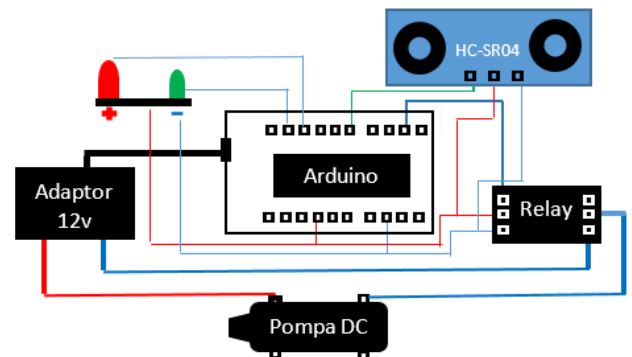 HC-SR04
Arduino
Adaptor
12v
Relay
Pompa DC